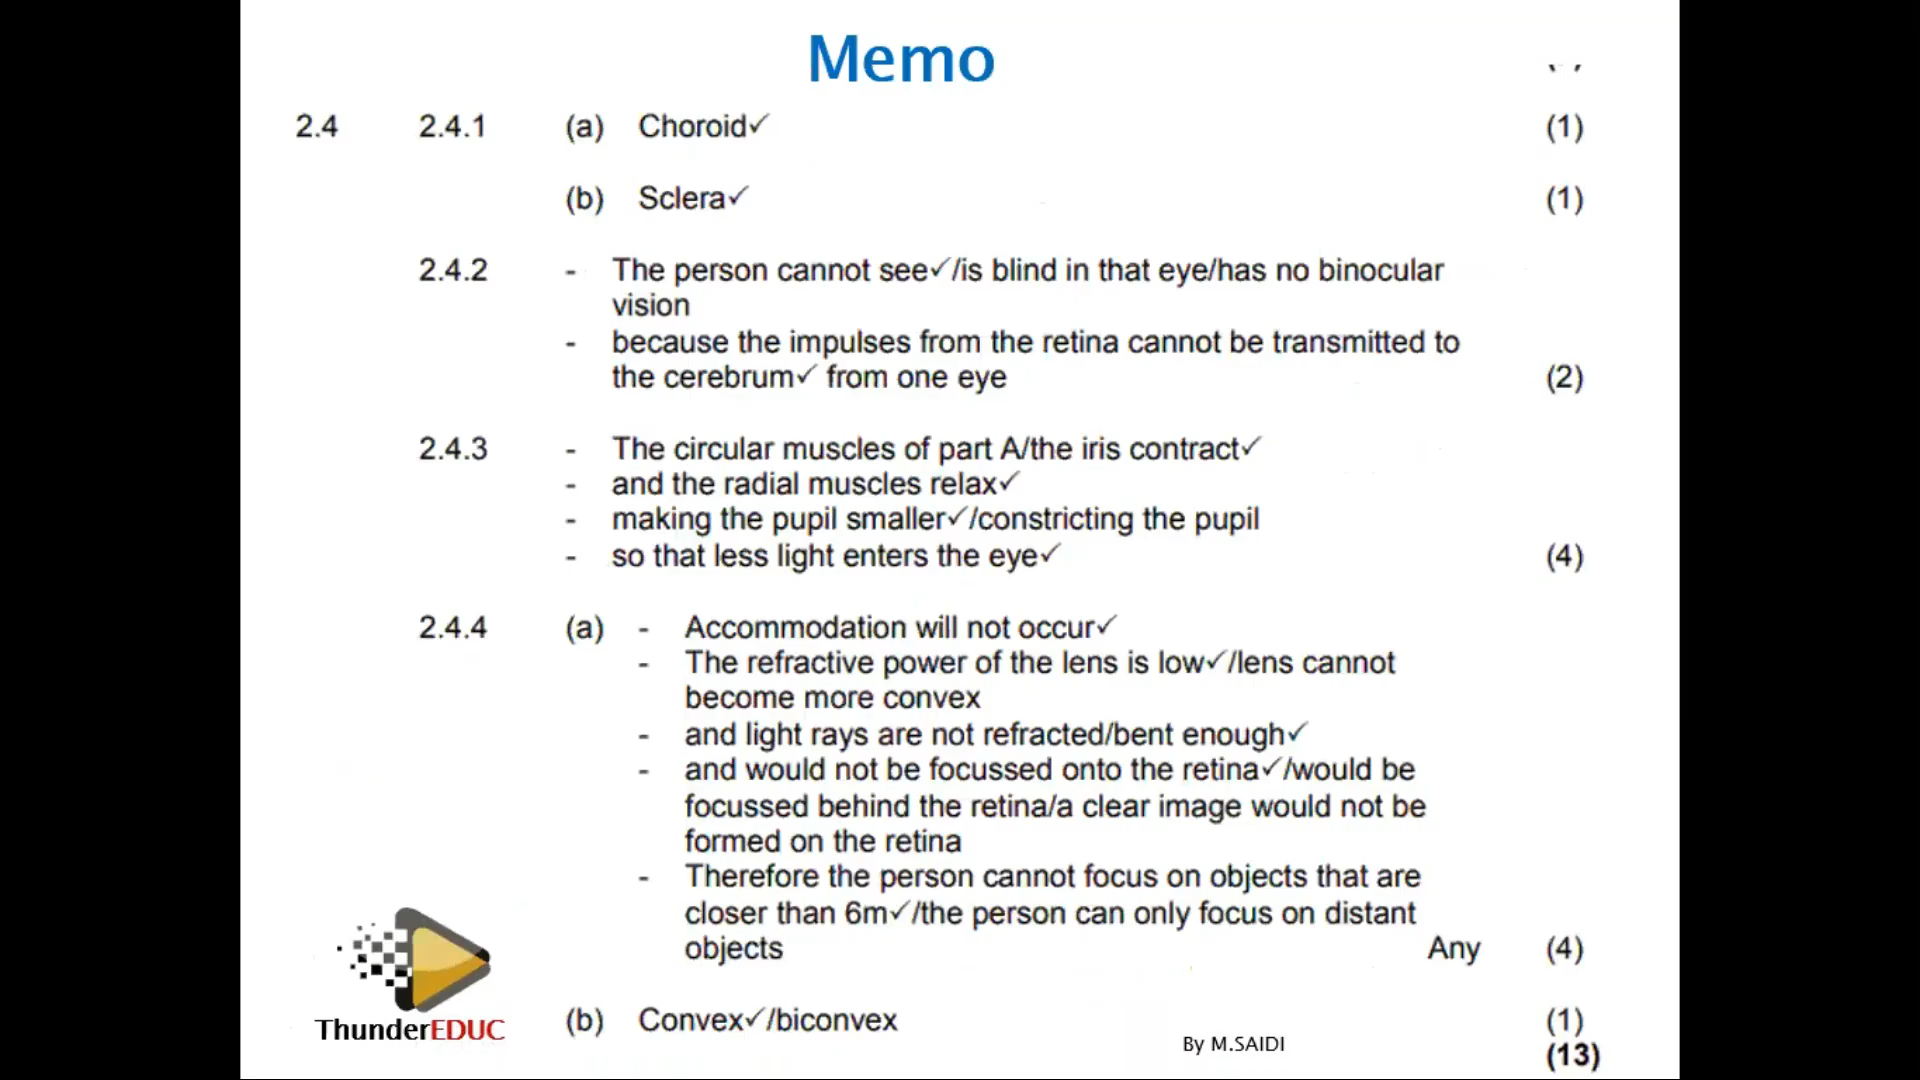 Memo
2.4 2.4.1 (a) Choroid✓ (1)
(b) Sclera✓ (1)
2.4.2 - The person cannot see✓/is blind in that eye/has no binocular
vision
- because the impulses from the retina cannot be transmitted to
the cerebrum✓ from one eye (2)
2.4.3 - The circular muscles of part A/the iris contract✓
- and the radial muscles relax✓
- making the pupil smaller✓/constricting the pupil
- so that less light enters the eye✓ (4)
2.4.4 (a) - Accommodation will not occur✓
- The refractive power of the lens is low✓/lens cannot
become more convex
- and light rays are not refracted/bent enough✓
- and would not be focussed onto the retina✓/would be
focussed behind the retina/a clear image would not be
formed on the retina
- Therefore the person cannot focus on objects that are
closer than 6m✓/the person can only focus on distant
objects Any (4)
(b) Convex✓/biconvex (1)
(13)
ThunderEDUC
By M.SAIDI